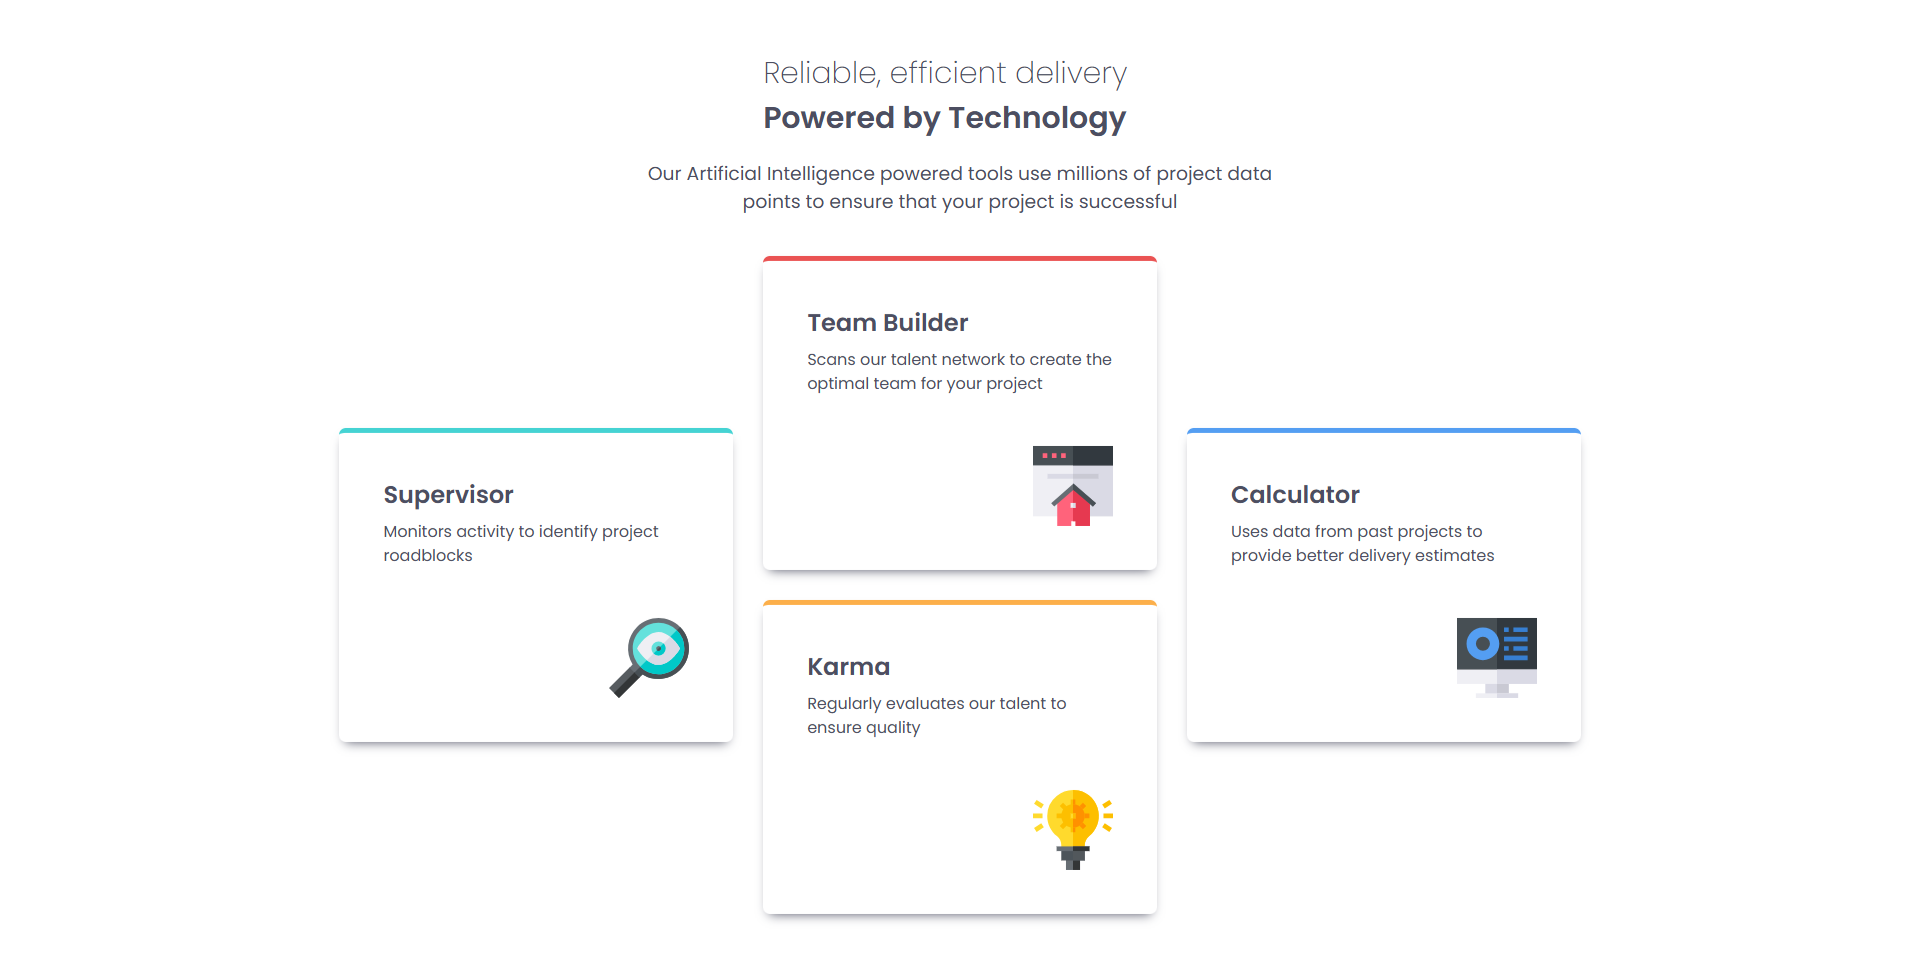 Reliable, efficient delivery
Powered by Technology
Our Artificial Intelligence powered tools use millions of project data
points to ensure that your project is successful
Team Builder
Scans our talent network to create the
optimal team for your project
Supervisor
Monitors activity to identify project
roadblocks
Calculator
Uses data from past projects to
provide better delivery estimates
Karma
Regularly evaluates our talent to
ensure quality